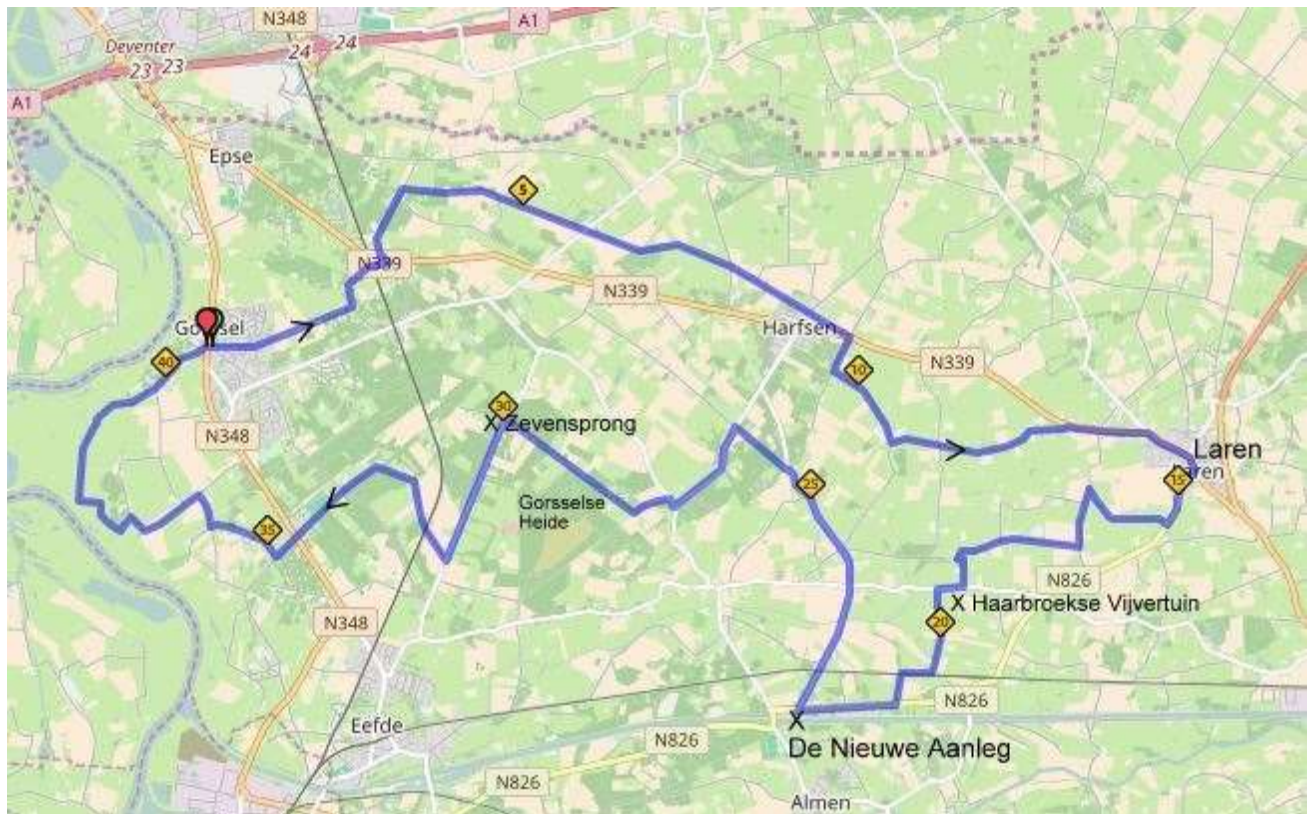 N348
A1
Deventer
24
24
23
23
A1
Epse
5
N339
N339
Gorssel
Harfsen
40
10
N339
30
X Zevensprong
N348
Laren
Laren
15
25
Gorsselse
Heide
35
N826
X Haarbroekse Vijvertuin
N348
20
N826
Eefde
X
N826
De Nieuwe Aanleg
N826
Almen